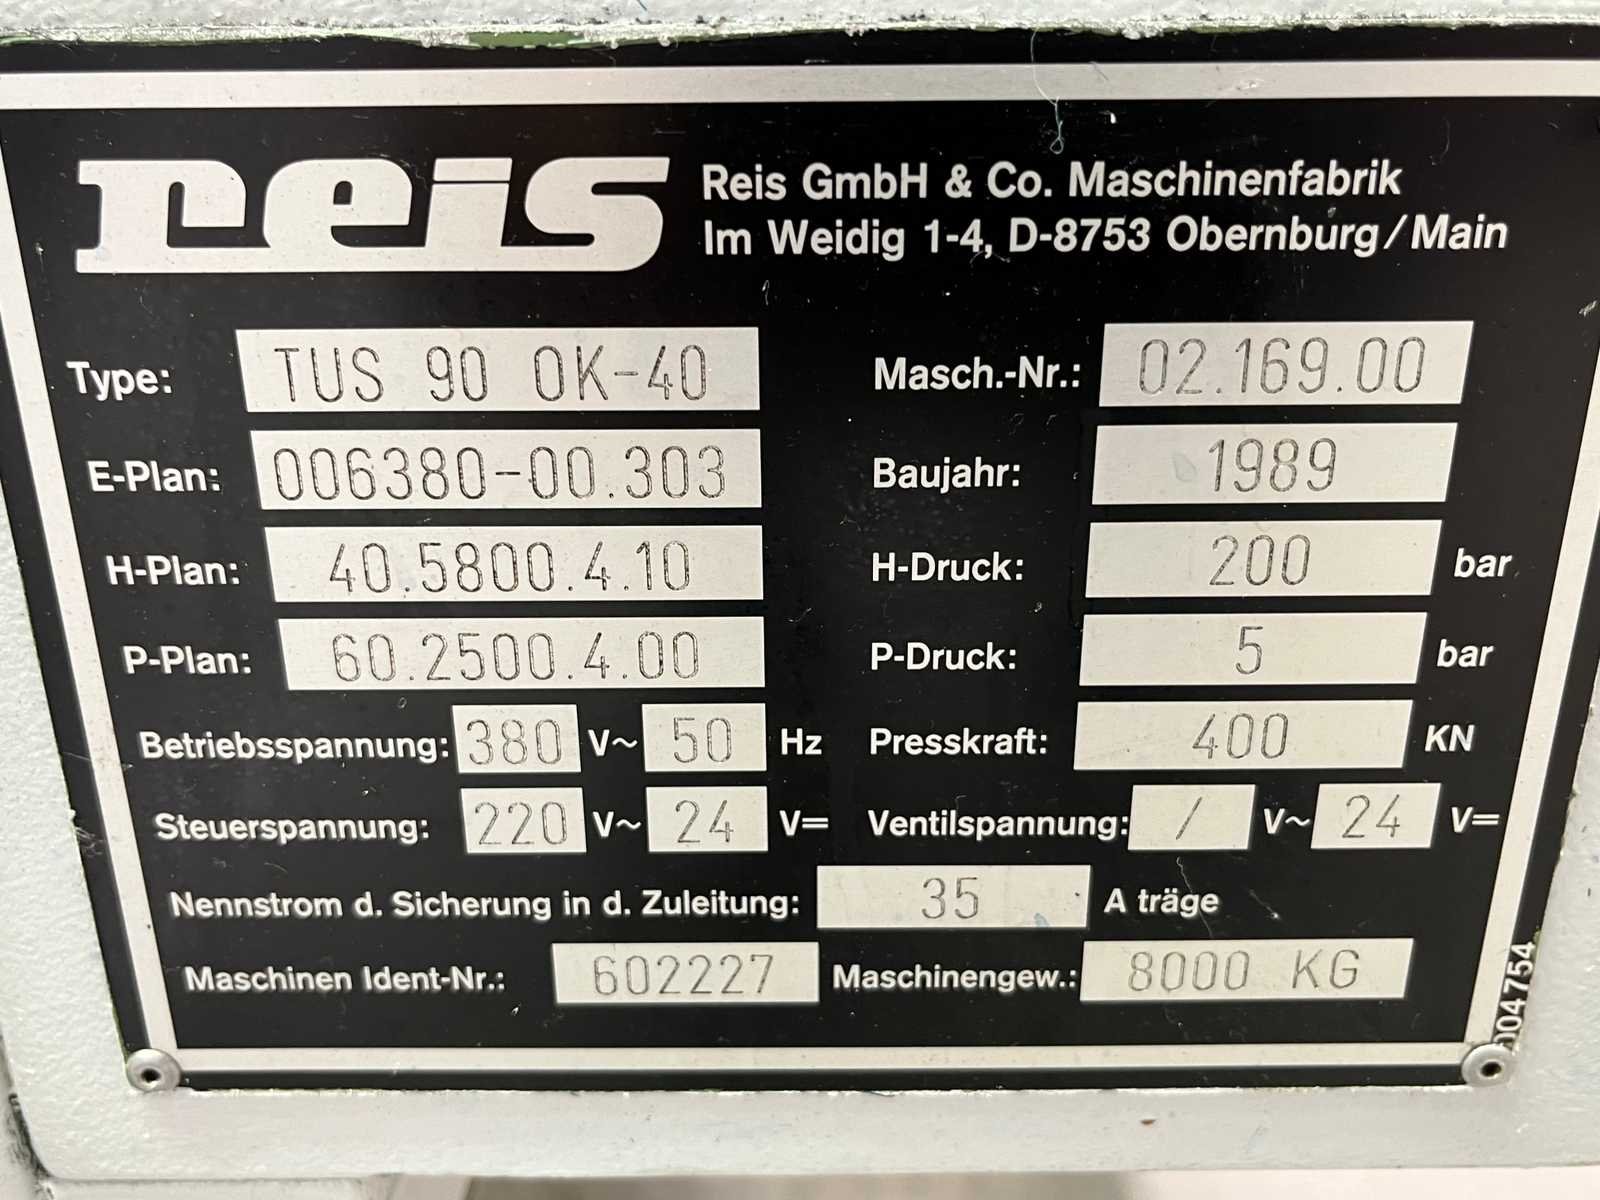 reis
Reis GmbH & Co. Maschinenfabrik
Im Weidig 1-4, D-8753 Obernburg/Main
Type: TUS 90 OK-40 Masch.-Nr.: 02.169.00
E-Plan: 006380-00.303 Baujahr: 1989
H-Plan: 40.5800.4.10 H-Druck: 200 bar
P-Plan: 60.2500.4.00 P-Druck: 5 bar
Betriebsspannung: 380 V~ 50 Hz Presskraft: 400 KN
Steuerspannung: 220 V~ 24 V= Ventilspannung: / V~ 24 V=
Nennstrom d. Sicherung in d. Zuleitung: 35 A träge
Maschinen Ident-Nr.: 602227 Maschinengew.: 8000 KG
004754